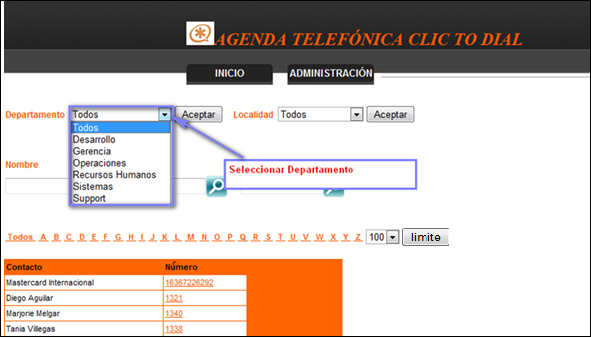 AGENDA TELEFÓNICA CLIC TO DIAL
INICIO ADMINISTRACIÓN
Departamento Todos Aceptar Localidad Todos Aceptar
Todos
Desarrollo
Gerencia
Operaciones
Recursos Humanos
Sistemas
Support
Seleccionar Departamento
Nombre
Todos A B C D E F G H I J K L M N O P Q R S T U V W X Y Z 100 limite
Contacto Número
Mastercard Internacional 16367226292
Diego Aguilar 1321
Marjorie Melgar 1340
Tania Villegas 1338